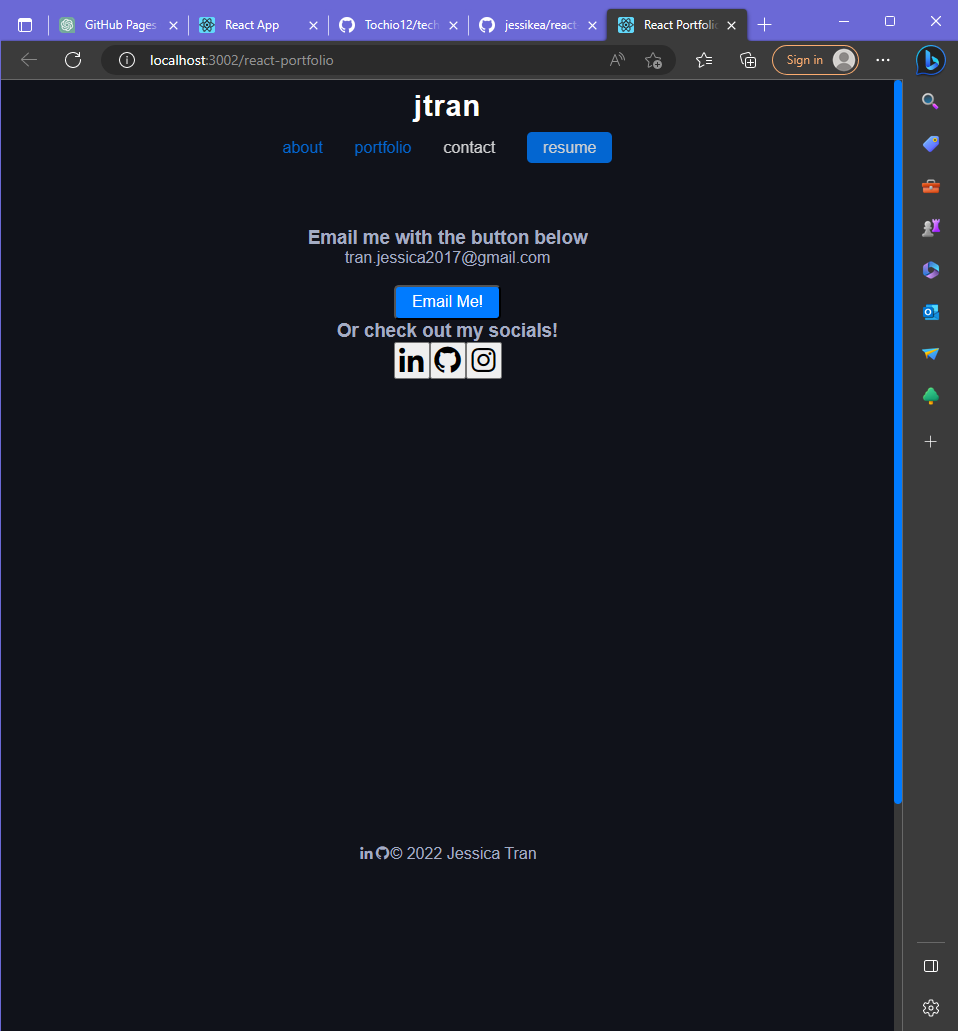 GitHub Pages
React App
Tochio12/tech
jessikea/react
React Portfolio
localhost:3002/react-portfolio
Sign in
jtran
about portfolio contact resume
Email me with the button below
tran.jessica2017@gmail.com
Email Me!
Or check out my socials!
in
in © 2022 Jessica Tran